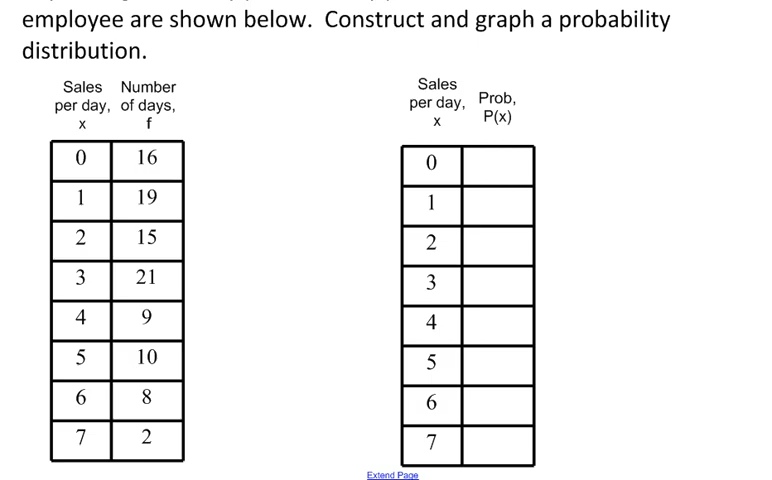 employee are shown below. Construct and graph a probability
distribution.
Sales Number
per day, of days,
x f
0 16
1 19
2 15
3 21
4 9
5 10
6 8
7 2
Sales
per day, Prob,
x P(x)
0
1
2
3
4
5
6
7
Extend Page